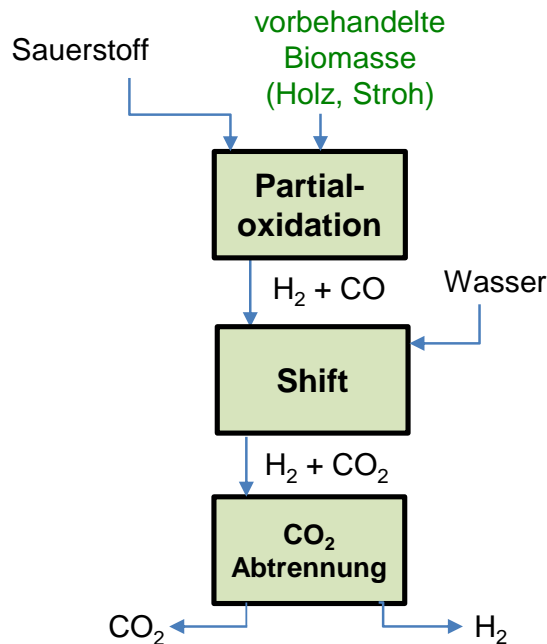 Sauerstoff
vorbehandelte
Biomasse
(Holz, Stroh)
Partial-
oxidation
H₂ + CO
Wasser
Shift
H₂ + CO₂
CO₂
Abtrennung
CO₂
H₂